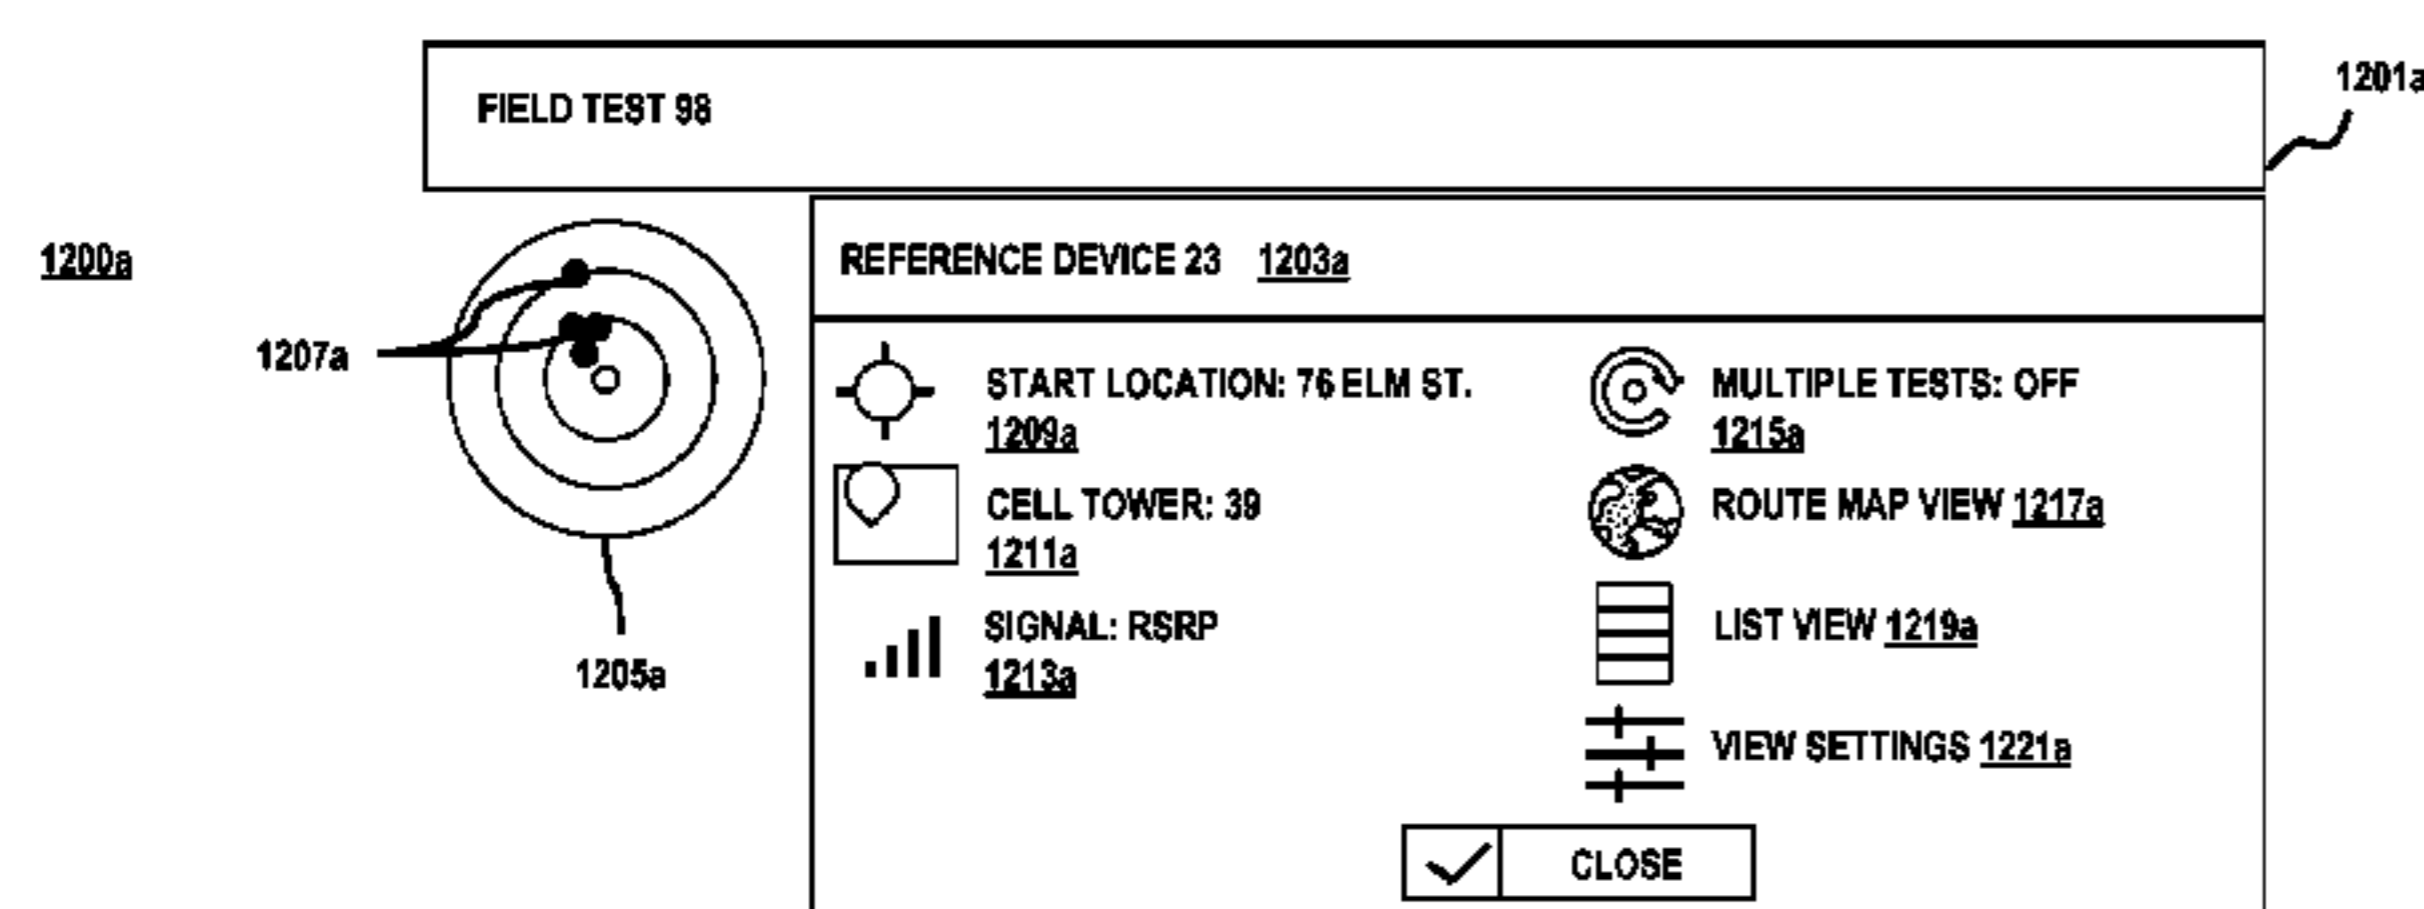 1201a
FIELD TEST 98
1200a
REFERENCE DEVICE 23 1203a
1207a
START LOCATION: 76 ELM ST.
1209a
MULTIPLE TESTS: OFF
1215a
CELL TOWER: 39
1211a
ROUTE MAP VIEW 1217a
SIGNAL: RSRP
1213a
LIST VIEW 1219a
1205a
VIEW SETTINGS 1221a
CLOSE